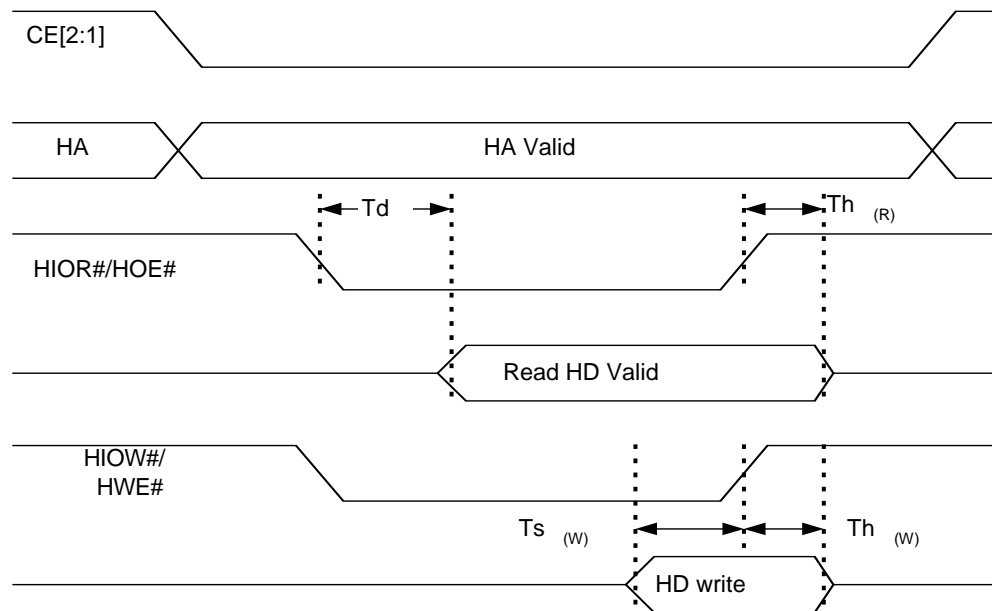 CE[2:1]
HA
HA Valid
Td
Th (R)
HIOR#/HOE#
Read HD Valid
HIOW#/
HWE#
Ts (W)
Th (W)
HD write